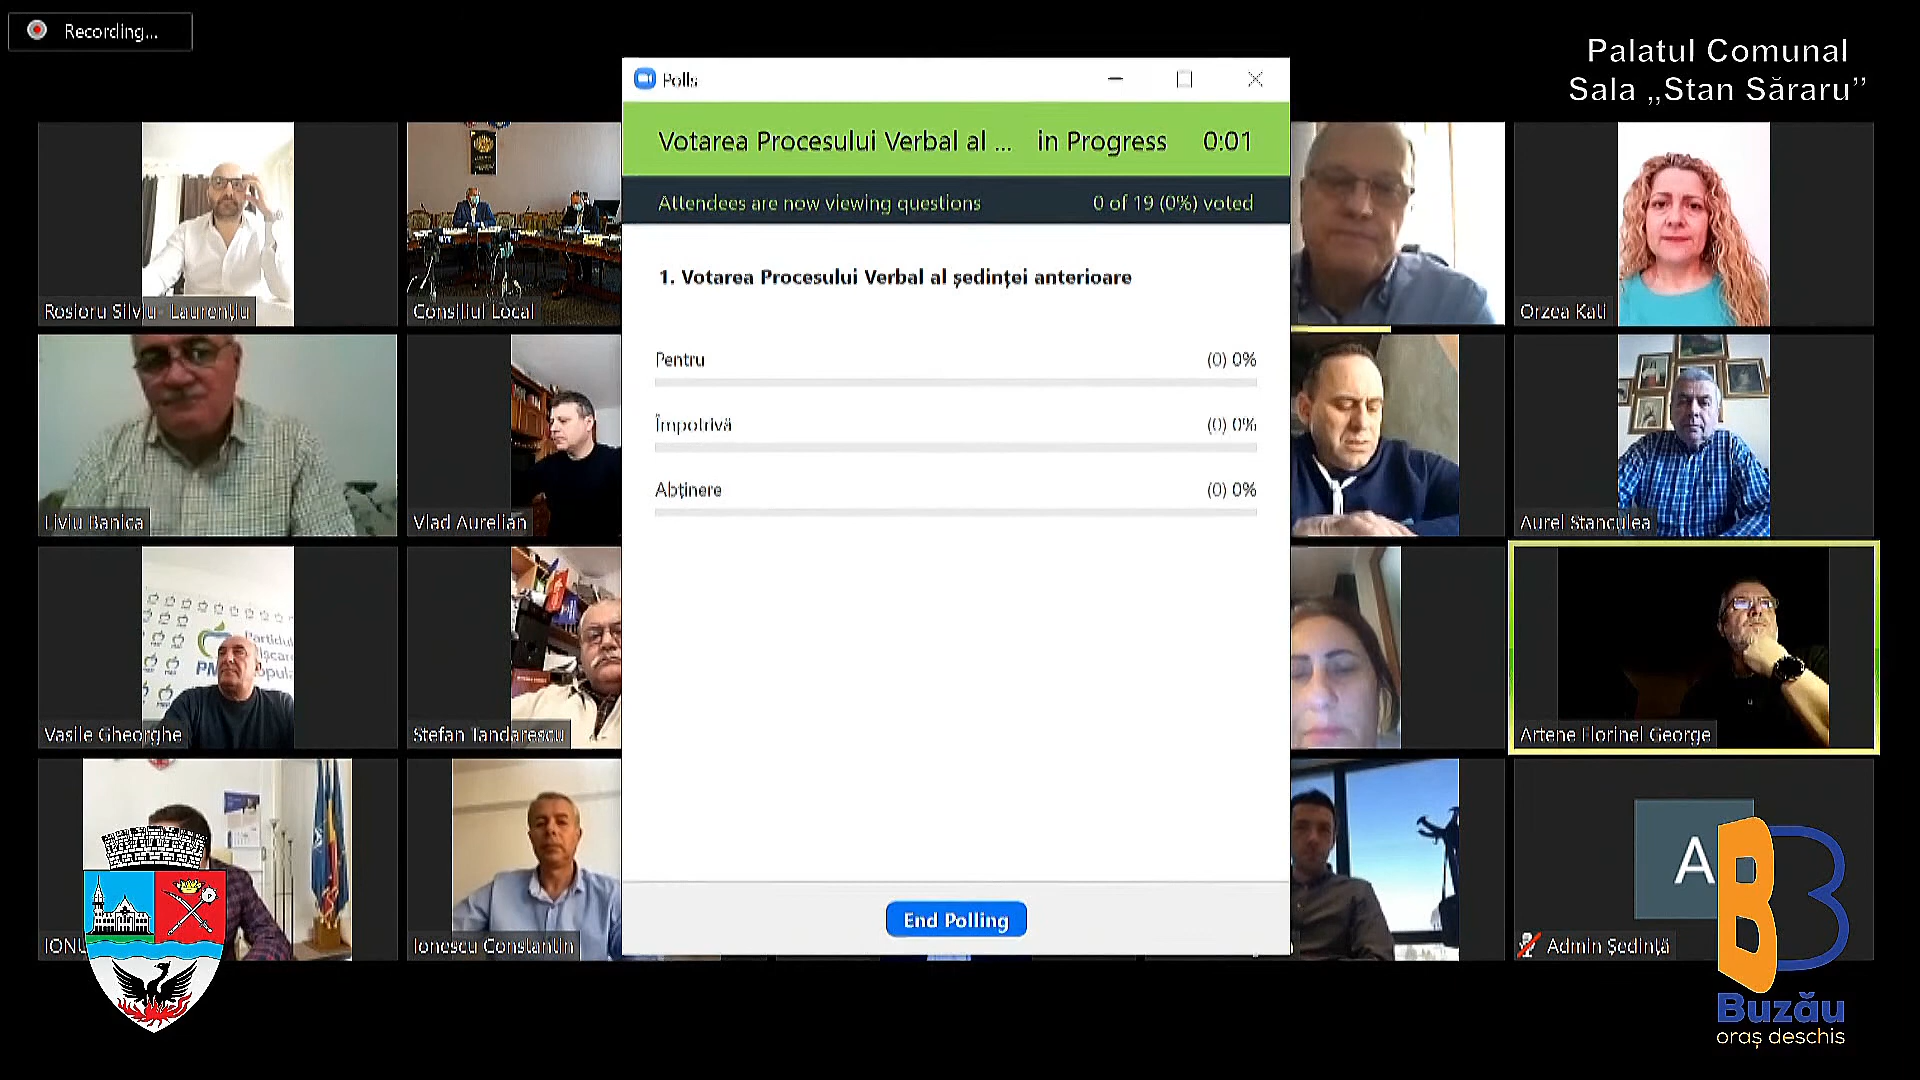 Recording...
Palatul Comunal
Sala „Stan Săraru”
Polls
Votarea Procesului Verbal al ... in Progress 0:01
Attendees are now viewing questions 0 of 19 (0%) voted
1. Votarea Procesului Verbal al ședinței anterioare
Pentru (0) 0%
Împotrivă (0) 0%
Abținere (0) 0%
End Polling
Rosioru Silviu- Laurențiu
Consiliul Local
Orzea Kati
Liviu Banica
Vlad Aurelian
Aurel Stanculea
Partidul
PM
Vasile Gheorghe
Stefan Tandarescu
Artene Florinel George
IONU
Ionescu Constantin
A
Admin Ședință
B B
Buzău
oraș deschis